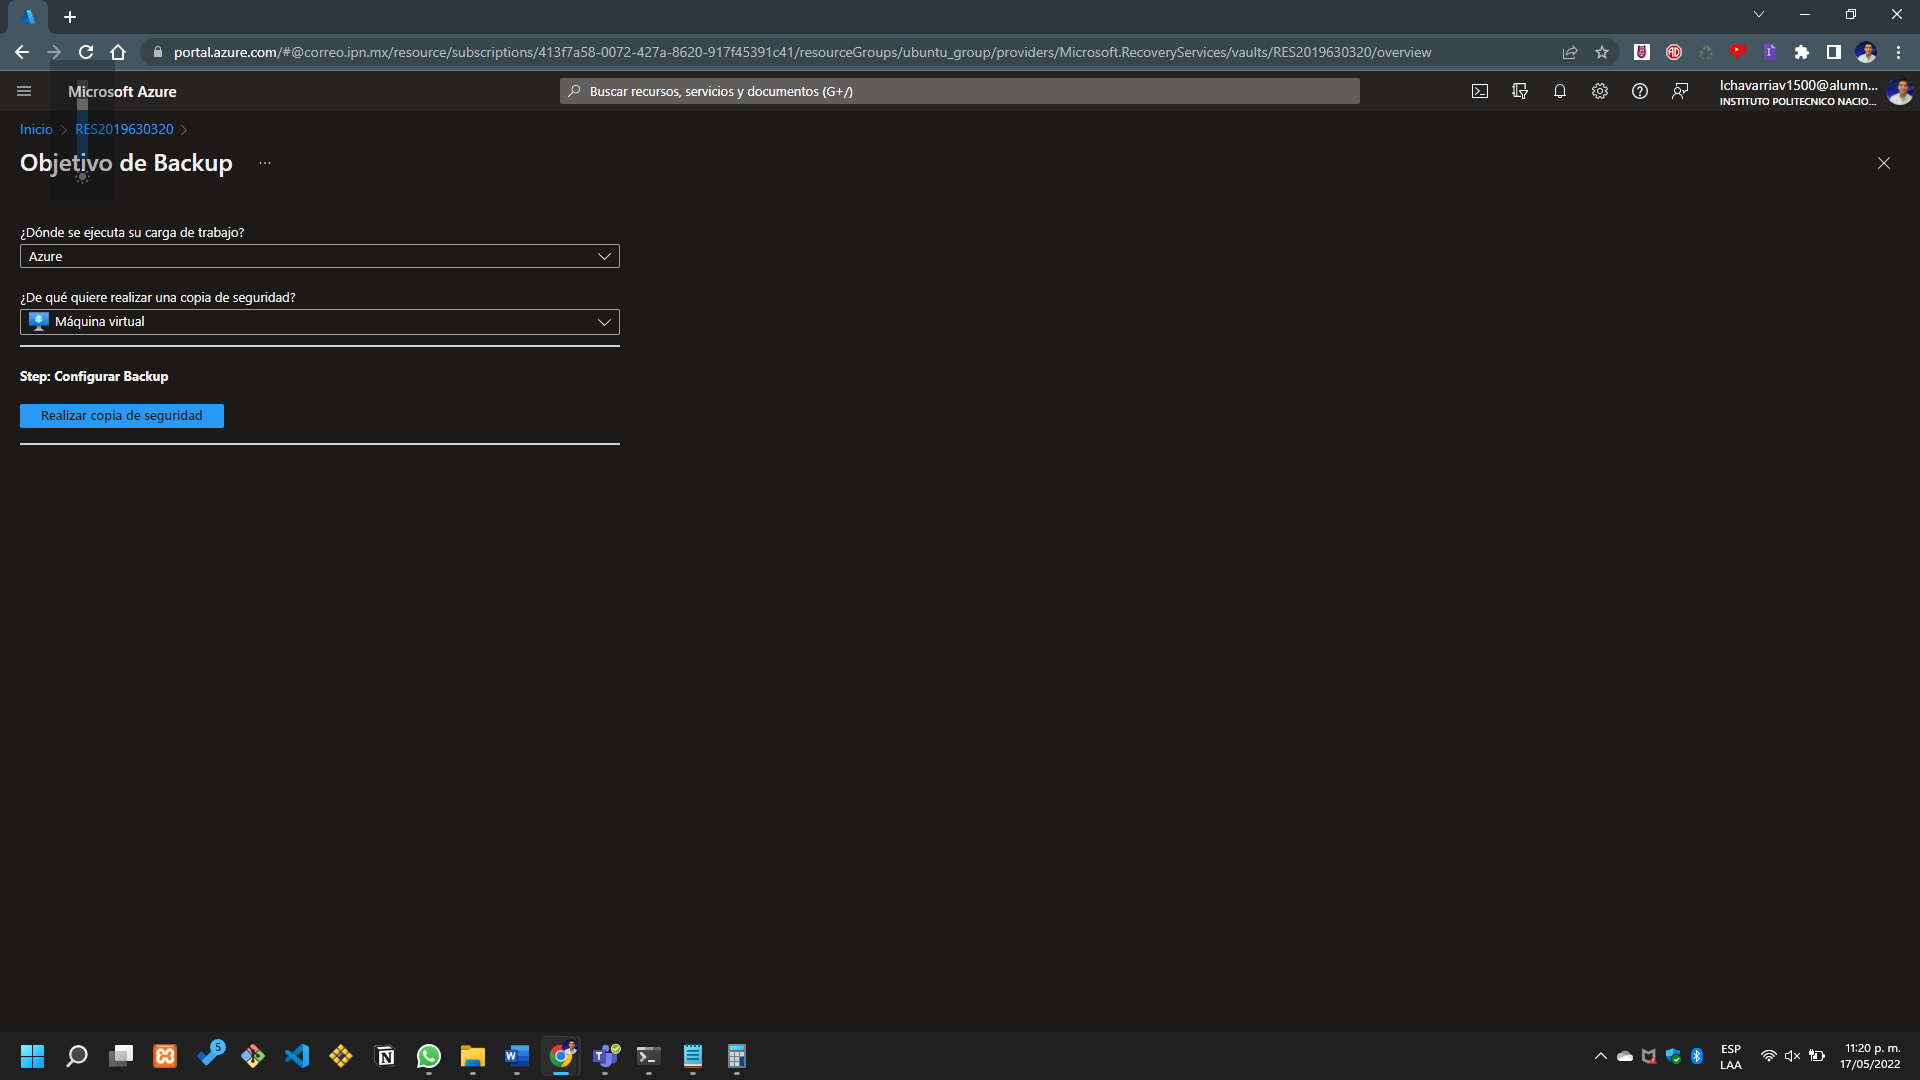 portal.azure.com/#@correo.ipn.mx/resource/subscriptions/413f7a58-0072-427a-8620-917f45391c41/resourceGroups/ubuntu_group/providers/Microsoft.RecoveryServices/vaults/RES2019630320/overview
Microsoft Azure
Buscar recursos, servicios y documentos (G+/)
lchavarriav1500@alumn...
INSTITUTO POLITECNICO NACIO...
Inicio > RES2019630320 >
Objetivo de Backup ...
¿Dónde se ejecuta su carga de trabajo?
Azure
¿De qué quiere realizar una copia de seguridad?
Máquina virtual
Step: Configurar Backup
Realizar copia de seguridad
5
ESP
LAA
11:20 p. m.
17/05/2022